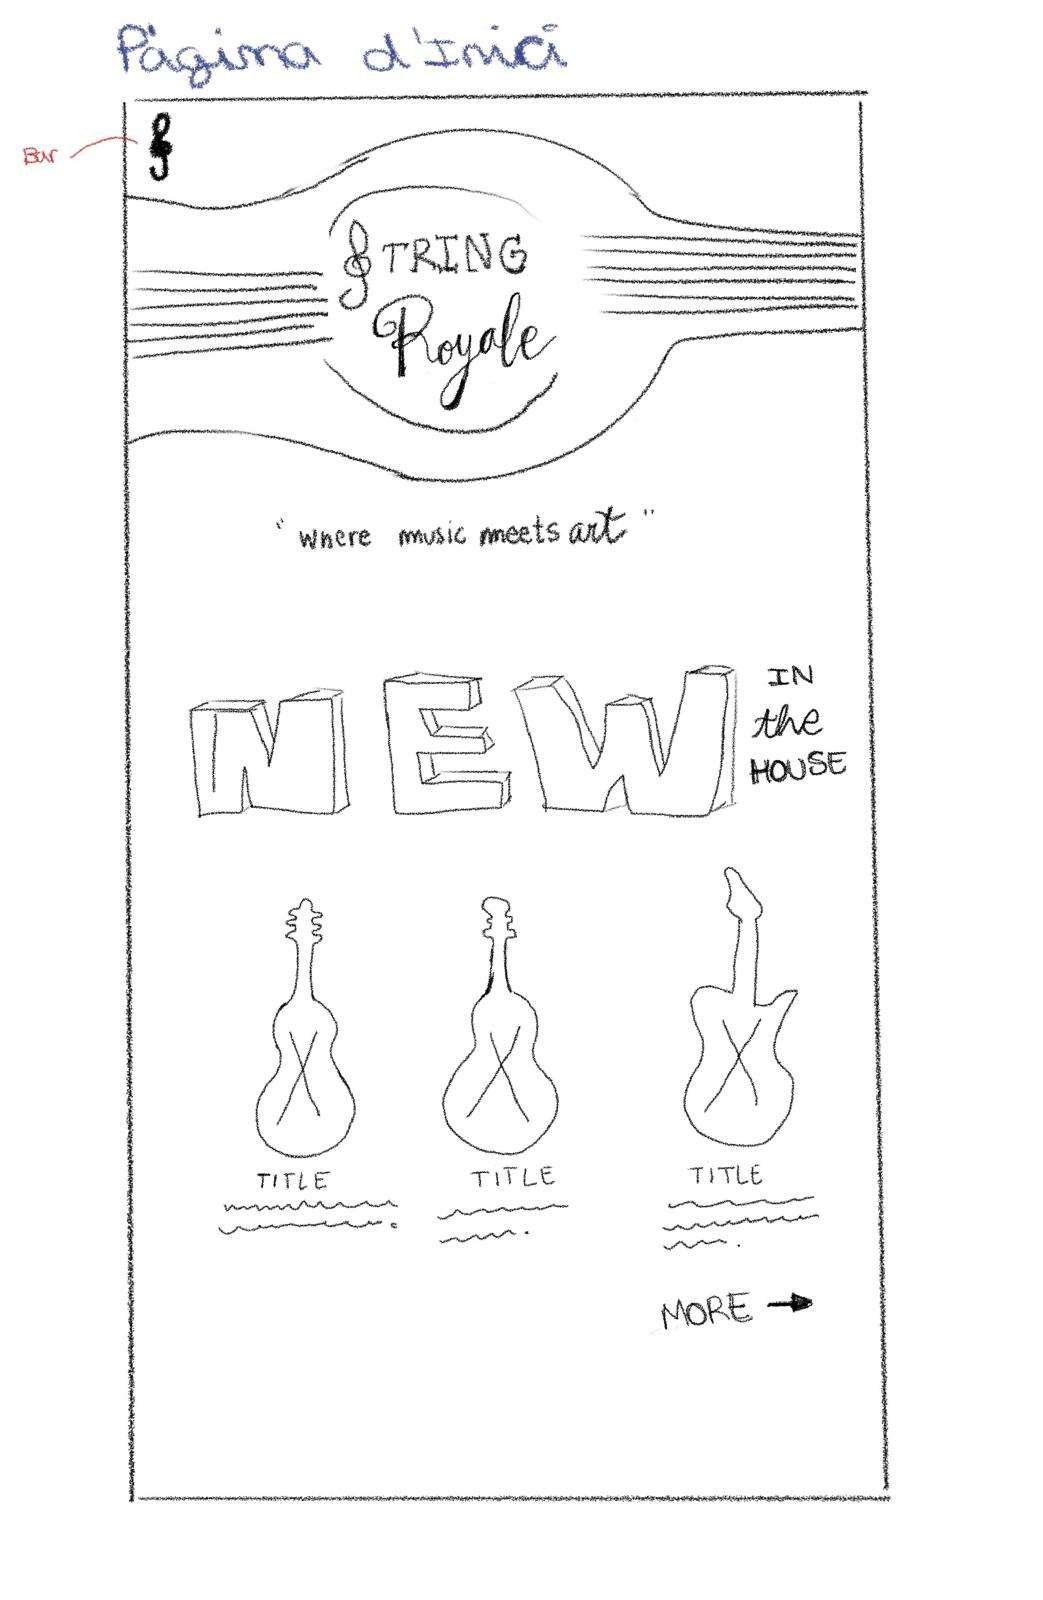 Pàgina d'Inici
Bar
STRING
Royale
"where music meets art"
NEW
IN
the
HOUSE
TITLE
TITLE
TITLE
MORE →